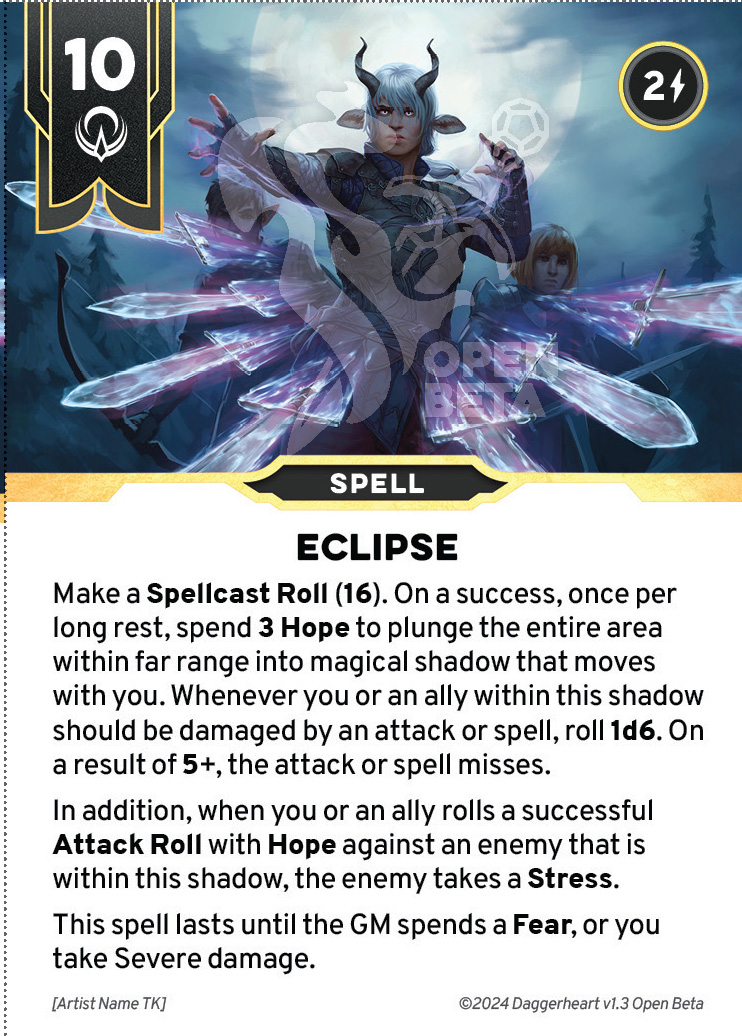 10
2
OPEN
BETA
SPELL
ECLIPSE
Make a Spellcast Roll (16). On a success, once per
long rest, spend 3 Hope to plunge the entire area
within far range into magical shadow that moves
with you. Whenever you or an ally within this shadow
should be damaged by an attack or spell, roll 1d6. On
a result of 5+, the attack or spell misses.
In addition, when you or an ally rolls a successful
Attack Roll with Hope against an enemy that is
within this shadow, the enemy takes a Stress.
This spell lasts until the GM spends a Fear, or you
take Severe damage.
[Artist Name TK]
©2024 Daggerheart v1.3 Open Beta